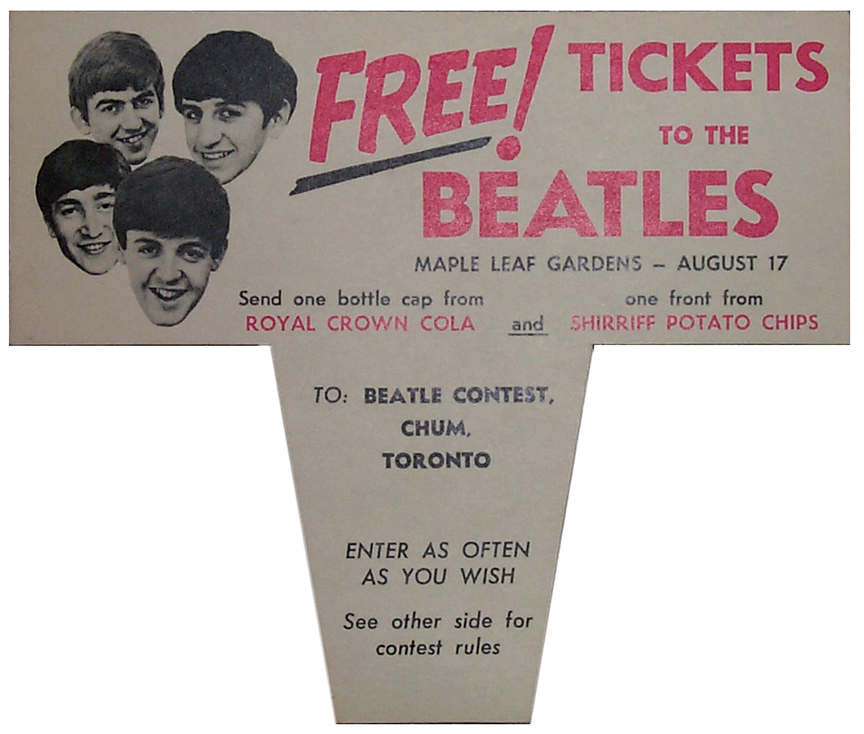 FREE! TICKETS
TO THE
BEATLES
MAPLE LEAF GARDENS – AUGUST 17
Send one bottle cap from one front from
ROYAL CROWN COLA and SHIRRIFF POTATO CHIPS
TO: BEATLE CONTEST,
CHUM,
TORONTO
ENTER AS OFTEN
AS YOU WISH
See other side for
contest rules